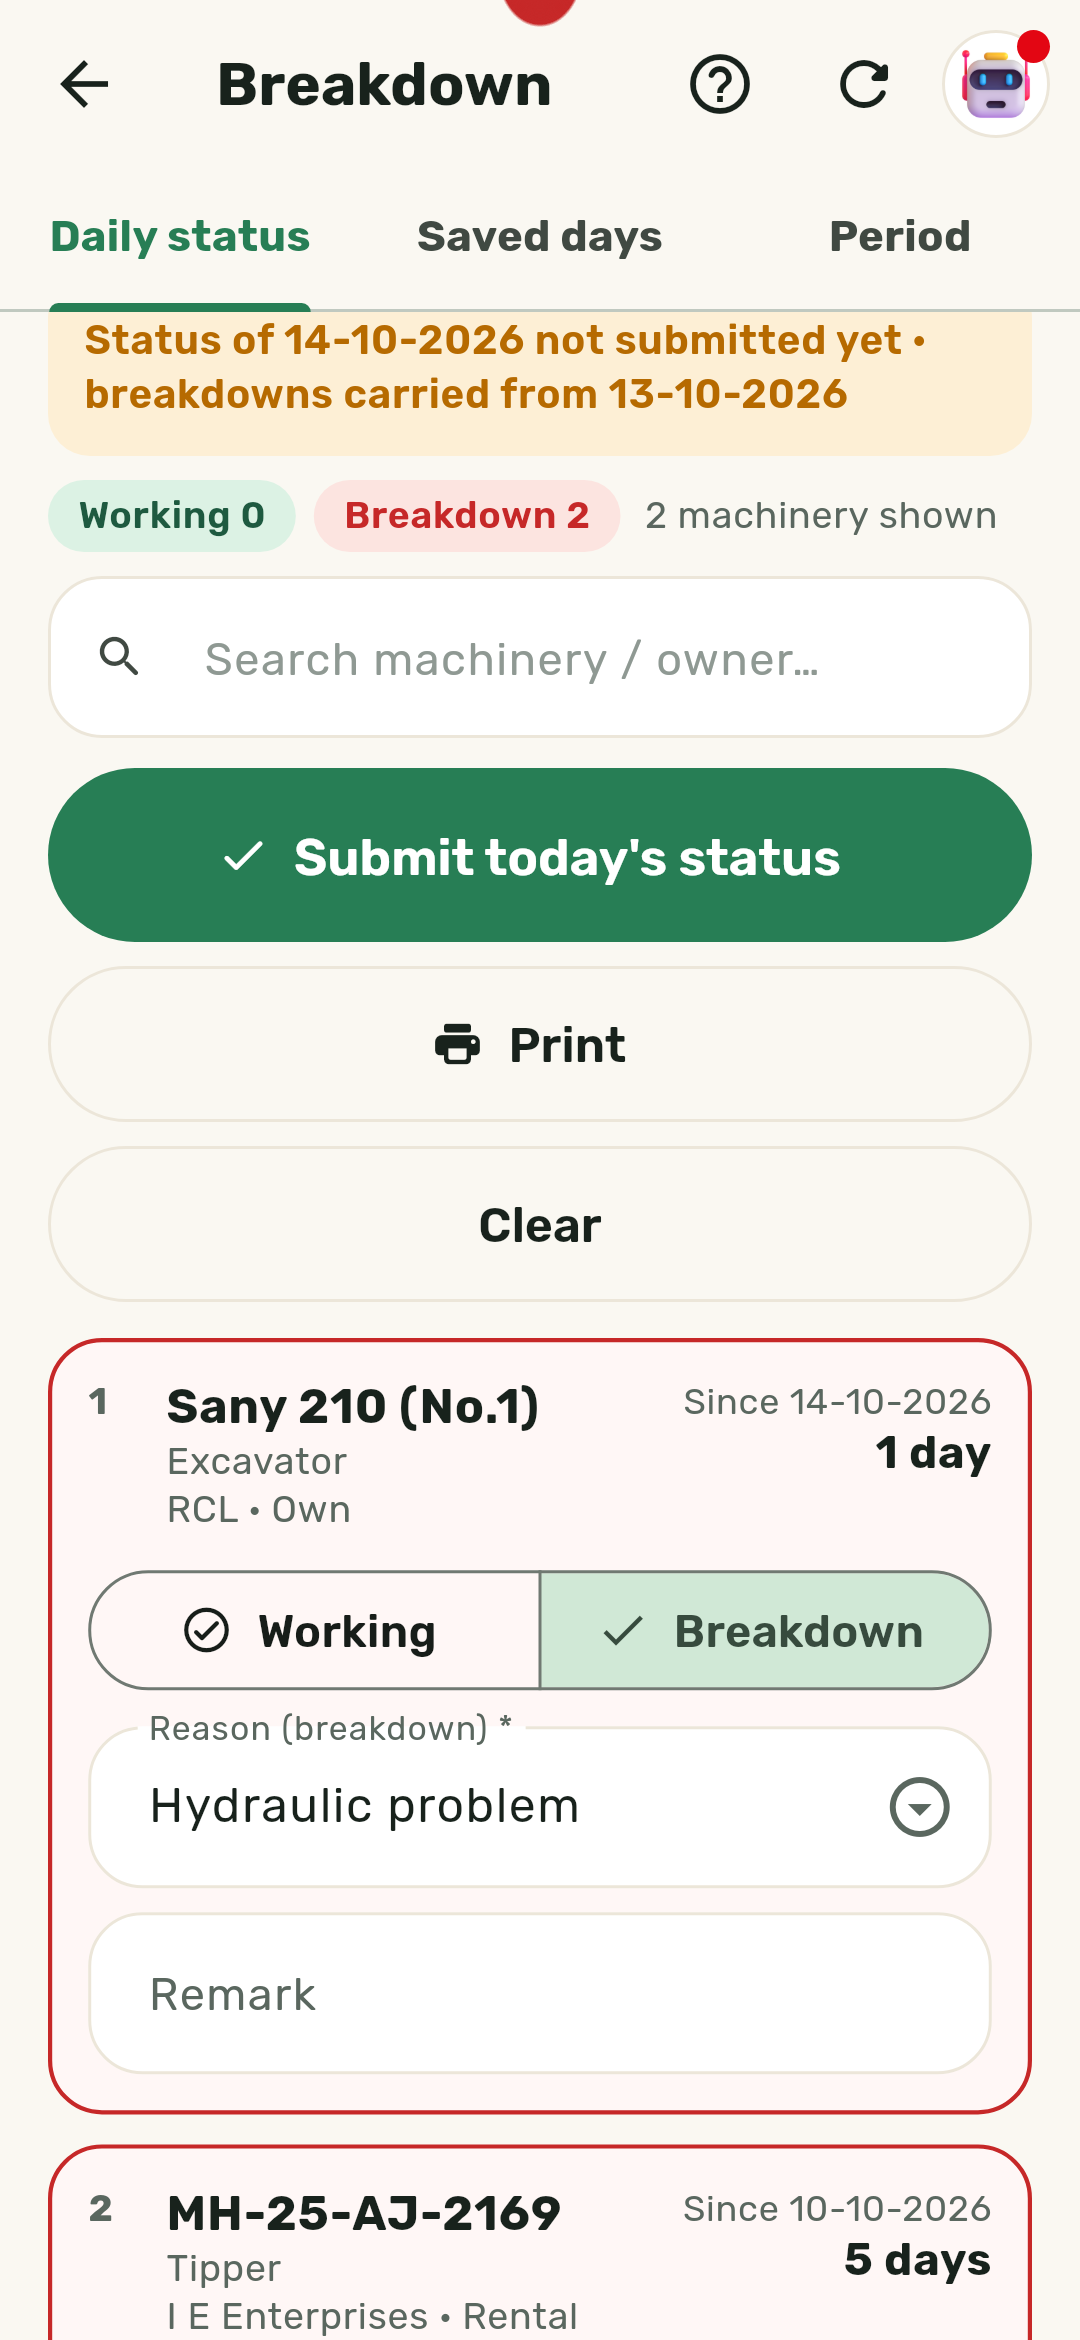 Breakdown
Daily status
Saved days
Period
Status of 14-10-2026 not submitted yet •
breakdowns carried from 13-10-2026
Working 0
Breakdown 2
2 machinery shown
Search machinery / owner…
Submit today's status
Print
Clear
1
Sany 210 (No.1)
Since 14-10-2026
1 day
Excavator
RCL • Own
Working
Breakdown
Reason (breakdown) *
Hydraulic problem
Remark
2
MH-25-AJ-2169
Since 10-10-2026
5 days
Tipper
I E Enterprises • Rental